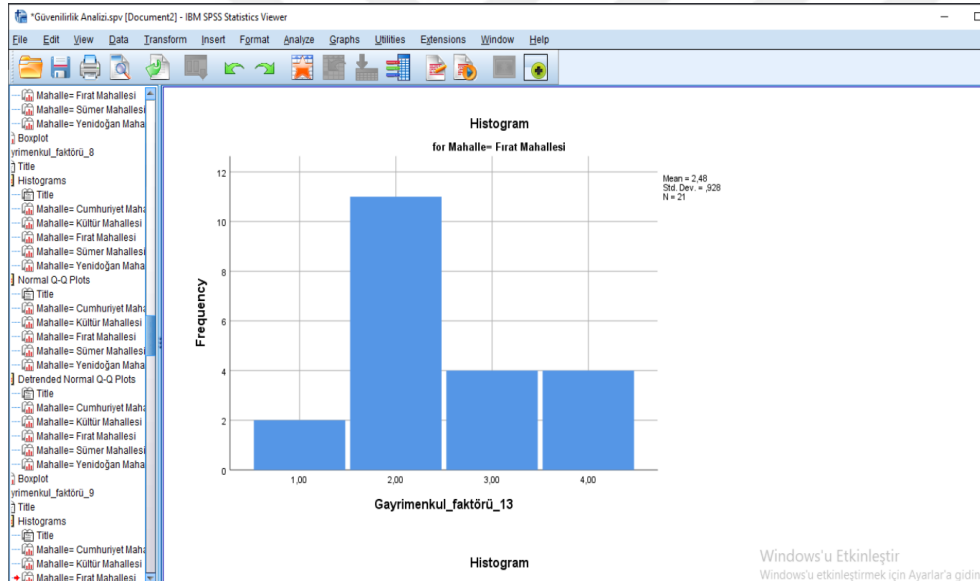 *Güvenilirlik Analizi.spv [Document2] - IBM SPSS Statistics Viewer
File Edit View Data Transform Insert Format Analyze Graphs Utilities Extensions Window Help
Mahalle= Fırat Mahallesi
Mahalle= Sümer Mahallesi
Mahalle= Yenidoğan Maha
Boxplot
yrimenkul_faktörü_8
Title
Histograms
Title
Mahalle= Cumhuriyet Maha
Mahalle= Kültür Mahallesi
Mahalle= Fırat Mahallesi
Mahalle= Sümer Mahallesi
Mahalle= Yenidoğan Maha
Normal Q-Q Plots
Title
Mahalle= Cumhuriyet Maha
Mahalle= Kültür Mahallesi
Mahalle= Fırat Mahallesi
Mahalle= Sümer Mahallesi
Mahalle= Yenidoğan Maha
Detrended Normal Q-Q Plots
Title
Mahalle= Cumhuriyet Maha
Mahalle= Kültür Mahallesi
Mahalle= Fırat Mahallesi
Mahalle= Sümer Mahallesi
Mahalle= Yenidoğan Maha
Boxplot
yrimenkul_faktörü_9
Title
Histograms
Title
Mahalle= Cumhuriyet Maha
Mahalle= Kültür Mahallesi
Mahalle= Fırat Mahallesi
Histogram
for Mahalle= Fırat Mahallesi
Mean = 2,48
Std. Dev. = ,928
N = 21
Frequency
12
10
8
6
4
2
0
1,00 2,00 3,00 4,00
Gayrimenkul_faktörü_13
Histogram
Windows'u Etkinleştir
Windows'u etkinleştirmek için Ayarlar'a gidin